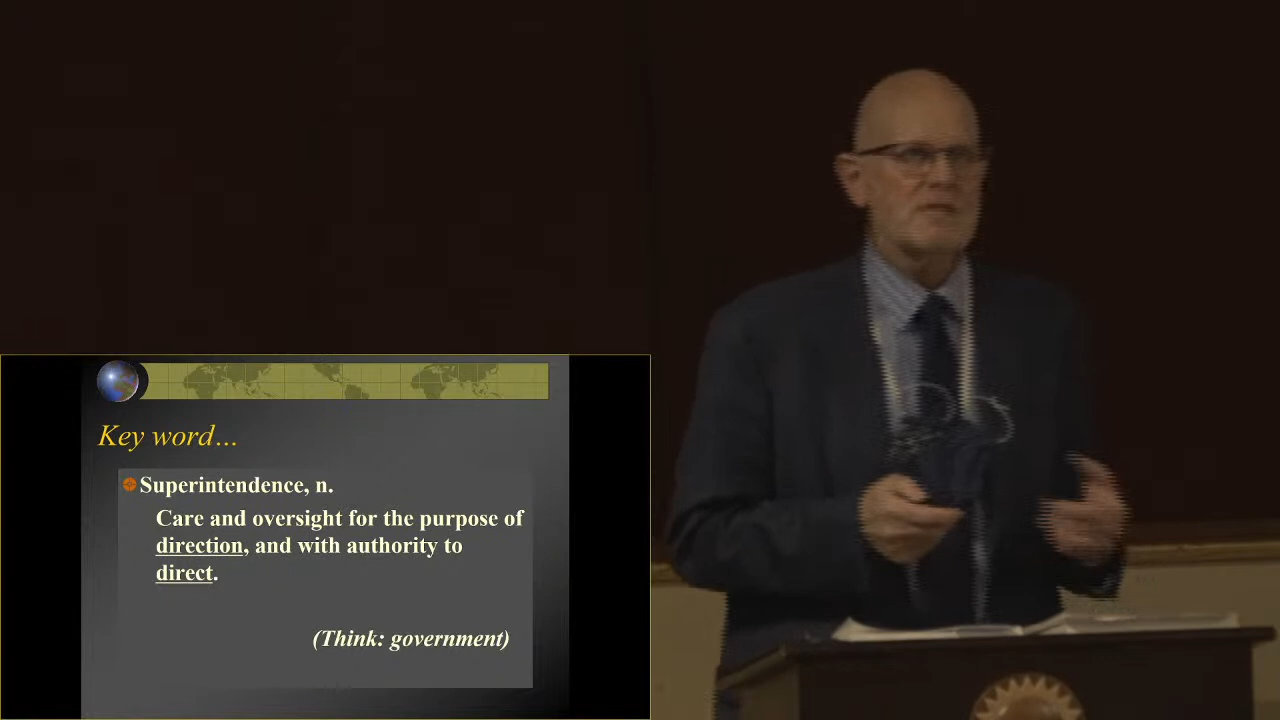 Key word…
Superintendence, n.
Care and oversight for the purpose of
direction, and with authority to
direct.
(Think: government)